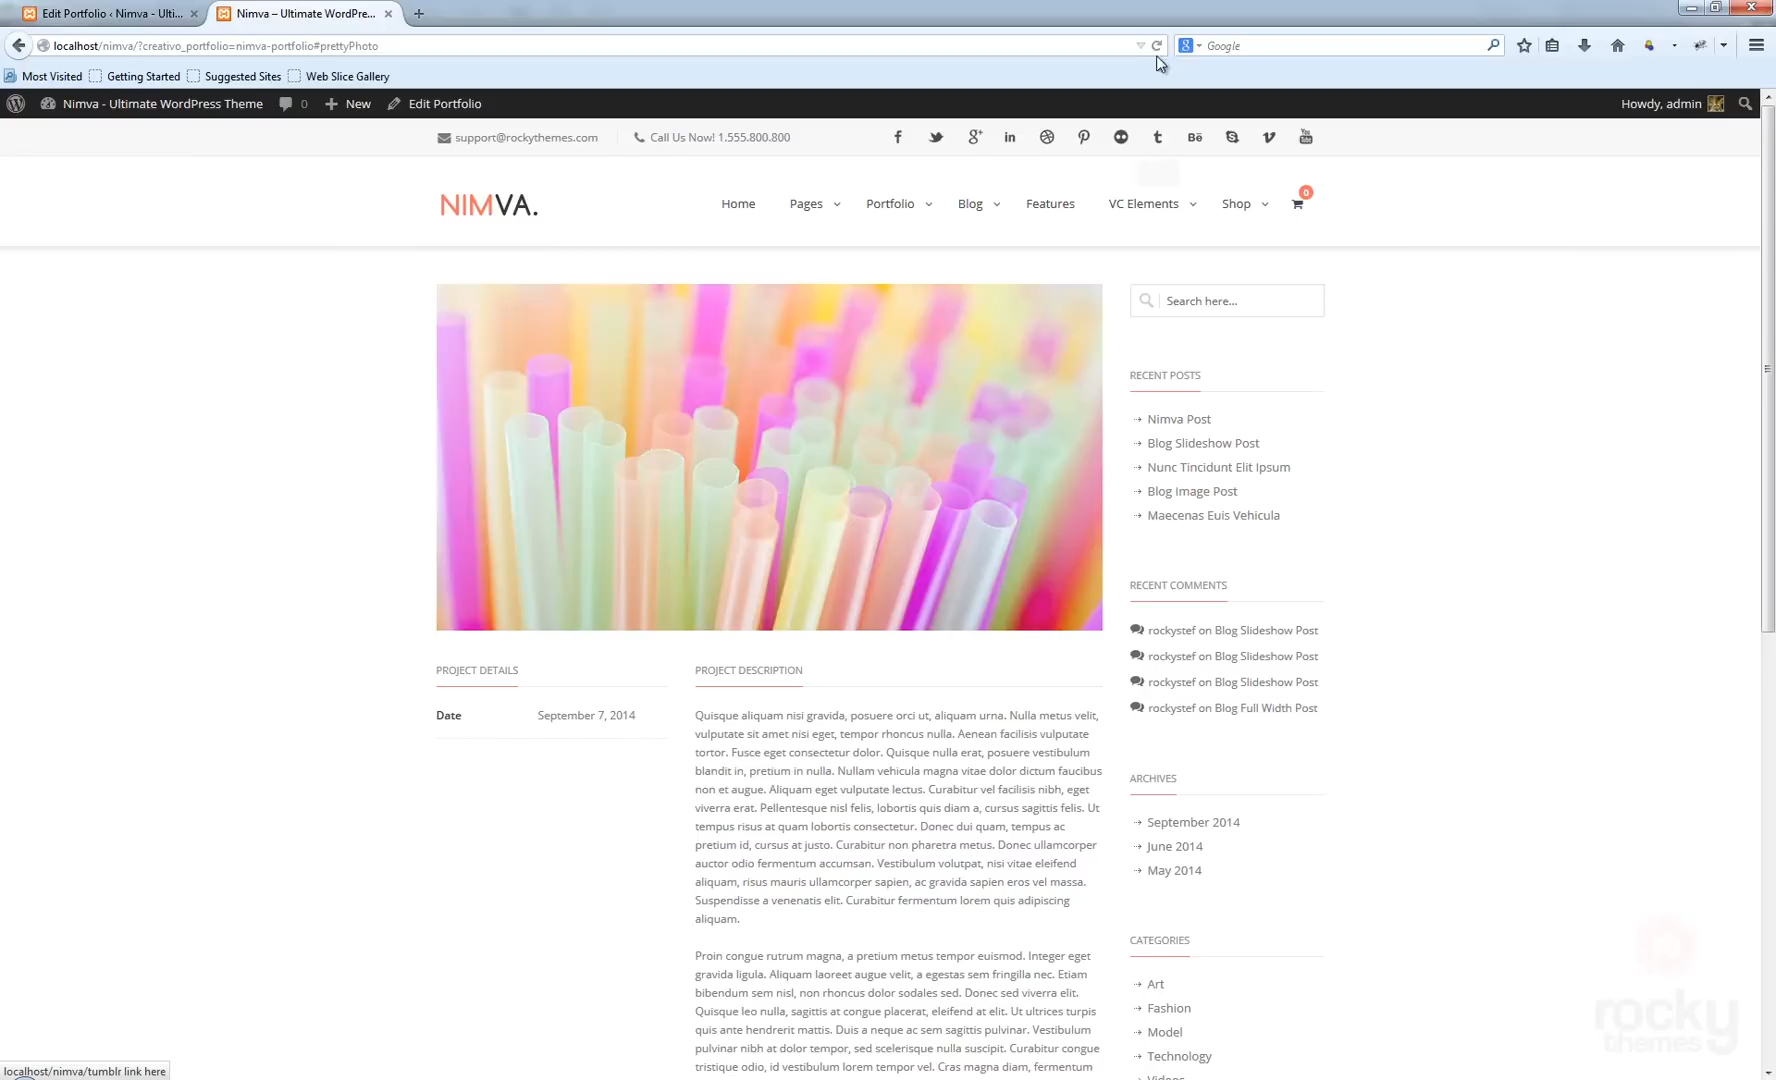 Edit Portfolio ‹ Nimva - Ulti...
Nimva – Ultimate WordPre...
localhost/nimva/?creativo_portfolio=nimva-portfolio#prettyPhoto
Google
Most Visited
Getting Started
Suggested Sites
Web Slice Gallery
Nimva - Ultimate WordPress Theme
0
New
Edit Portfolio
Howdy, admin
support@rockythemes.com
Call Us Now! 1.555.800.800
NIMVA.
Home
Pages
Portfolio
Blog
Features
VC Elements
Shop
0
Search here...
RECENT POSTS
Nimva Post
Blog Slideshow Post
Nunc Tincidunt Elit Ipsum
Blog Image Post
Maecenas Euis Vehicula
RECENT COMMENTS
rockystef on Blog Slideshow Post
rockystef on Blog Slideshow Post
rockystef on Blog Slideshow Post
rockystef on Blog Full Width Post
PROJECT DETAILS
Date September 7, 2014
PROJECT DESCRIPTION
Quisque aliquam nisi gravida, posuere orci ut, aliquam urna. Nulla metus velit,
vulputate sit amet nisi eget, tempor rhoncus nulla. Aenean facilisis vulputate
tortor. Fusce eget consectetur dolor. Quisque nulla erat, posuere vestibulum
blandit in, pretium in nulla. Nullam vehicula magna vitae dolor dictum faucibus
non et augue. Aliquam eget vulputate lectus. Curabitur vel facilisis nibh, eget
viverra erat. Pellentesque nisl felis, lobortis quis diam a, cursus sagittis felis. Ut
tempus risus at quam lobortis consectetur. Donec dui quam, tempus ac
pretium id, cursus at justo. Curabitur non pharetra metus. Donec ullamcorper
auctor odio fermentum accumsan. Vestibulum volutpat, nisi vitae eleifend
aliquam, risus mauris ullamcorper sapien, ac gravida sapien eros vel massa.
Suspendisse a venenatis elit. Curabitur fermentum lorem quis adipiscing
aliquam.
Proin congue rutrum magna, a pretium metus tempor euismod. Integer eget
gravida ligula. Aliquam laoreet augue velit, a egestas sem fringilla nec. Etiam
bibendum sem nisl, non rhoncus dolor sodales sed. Donec sed viverra elit.
Quisque leo nulla, sagittis at congue placerat, eleifend at elit. Ut ultrices turpis
quis ante hendrerit mattis. Duis a neque ac sem sagittis pulvinar. Vestibulum
pulvinar nibh at dolor tempor, sed scelerisque nulla suscipit. Curabitur congue
tristique odio, id vestibulum lorem tempor vel. Cras magna diam, fermentum
ARCHIVES
September 2014
June 2014
May 2014
CATEGORIES
Art
Fashion
Model
Technology
Videos
rocky
themes
localhost/nimva/tumblr link here